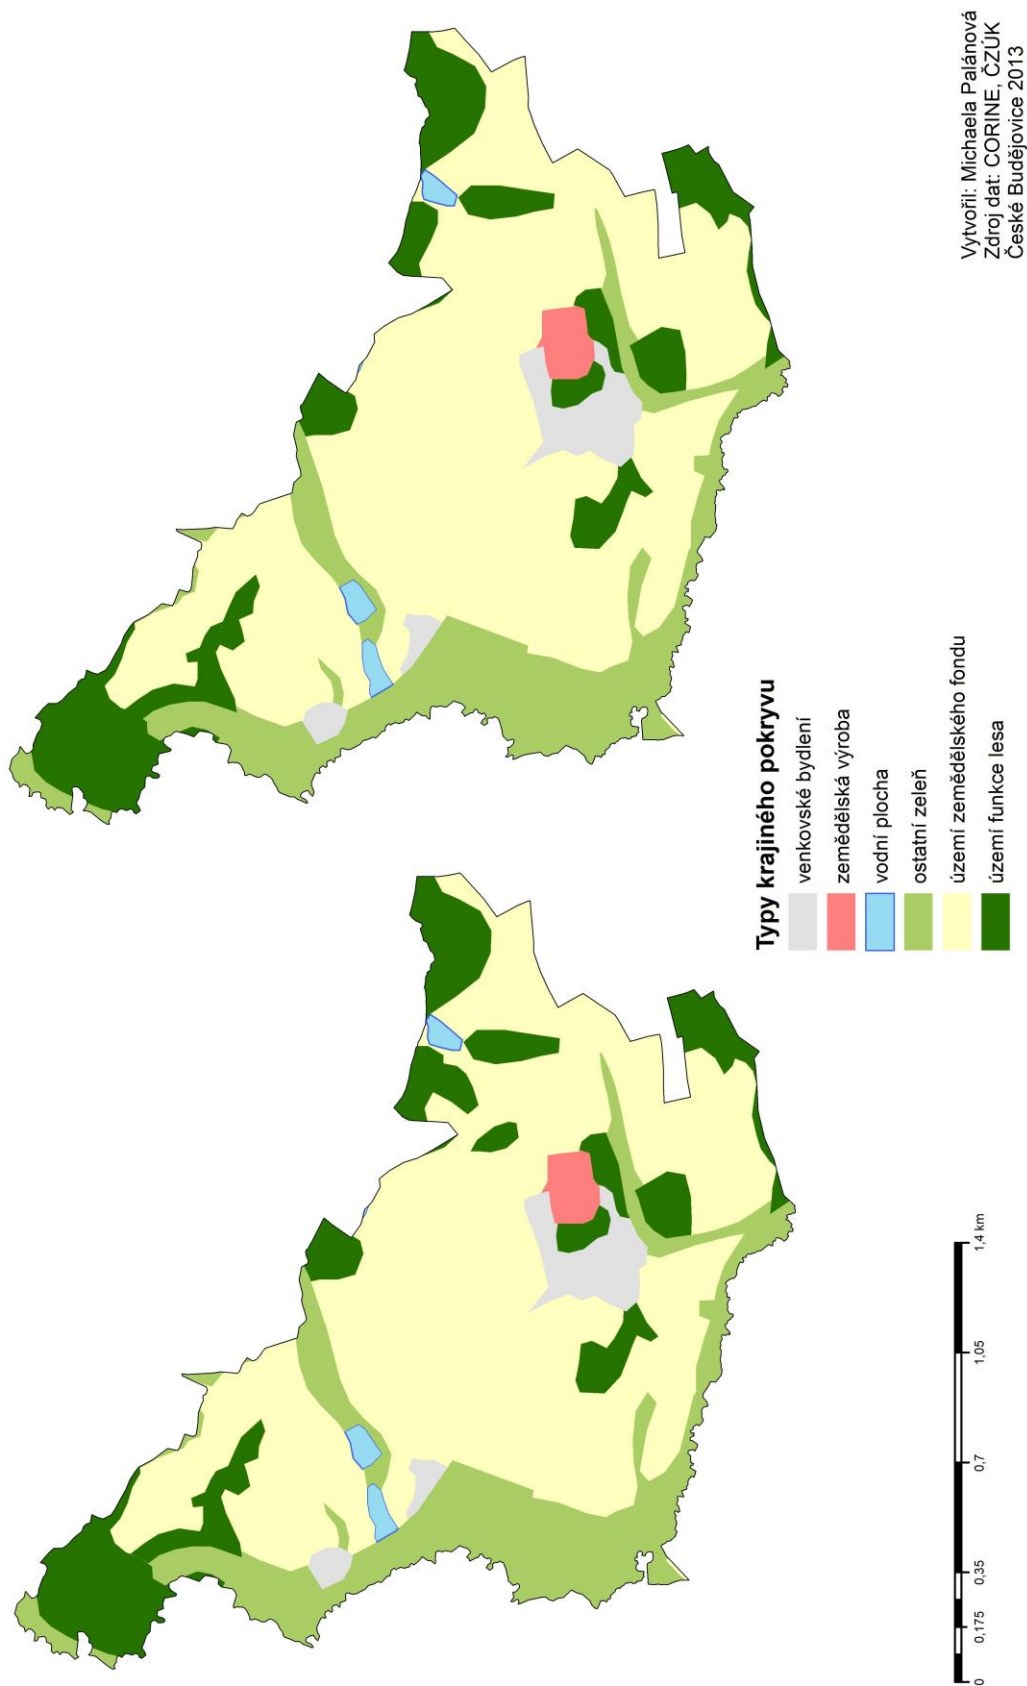 Vytvořil: Michaela Palánová
Zdroj dat: CORINE, ČZÚK
České Budějovice 2013
Typy krajiného pokryvu
venkovské bydlení
zemědělská výroba
vodní plocha
ostatní zeleň
území zemědělského fondu
území funkce lesa
0 0,175 0,35 0,7 1,05 1,4 km